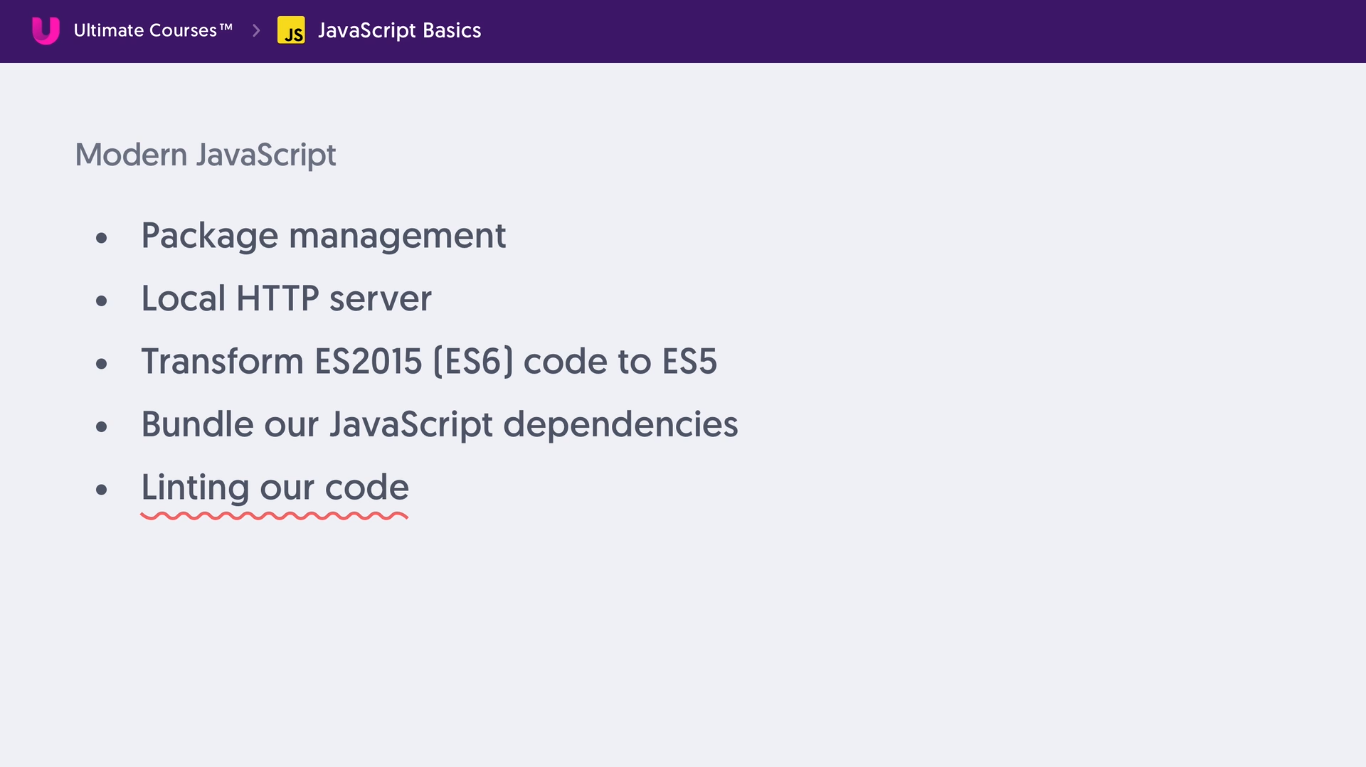 Ultimate Courses™ > JS JavaScript Basics
Modern JavaScript
• Package management
• Local HTTP server
• Transform ES2015 (ES6) code to ES5
• Bundle our JavaScript dependencies
• Linting our code